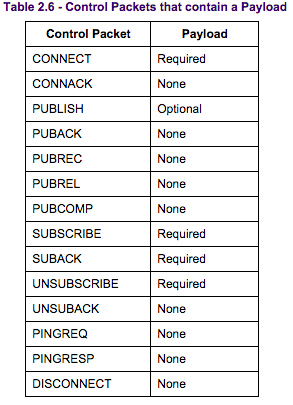 Table 2.6 - Control Packets that contain a Payload
Control Packet Payload
CONNECT Required
CONNACK None
PUBLISH Optional
PUBACK None
PUBREC None
PUBREL None
PUBCOMP None
SUBSCRIBE Required
SUBACK Required
UNSUBSCRIBE Required
UNSUBACK None
PINGREQ None
PINGRESP None
DISCONNECT None